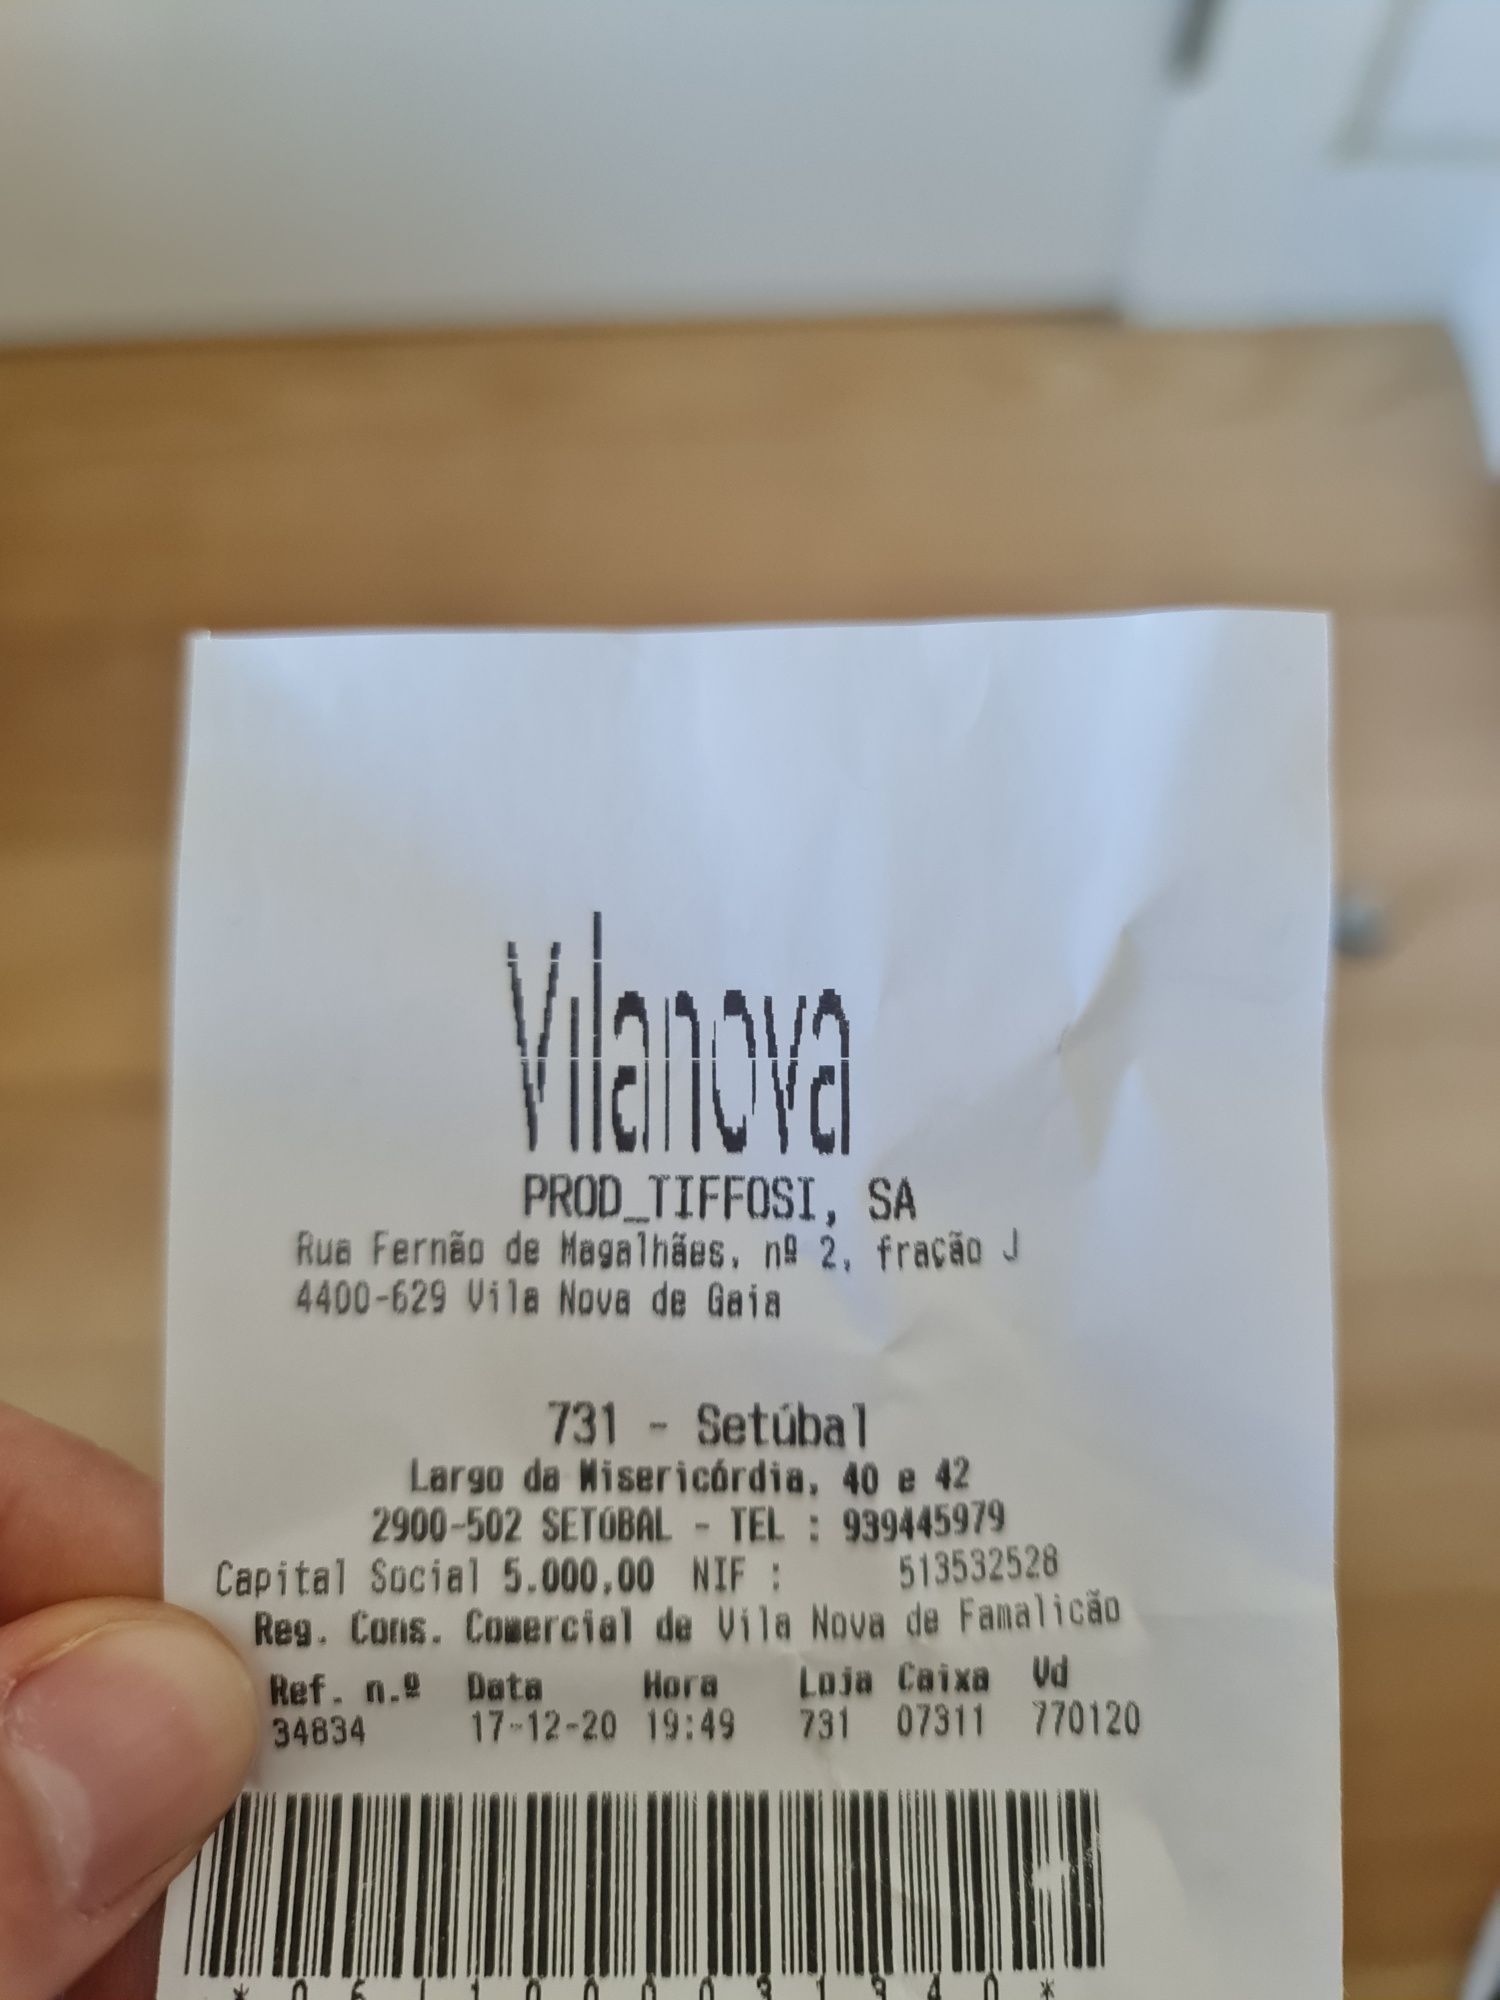 Vilanova
PROD_TIFFOSI, SA
Rua Fernão de Magalhães, nº 2, fração J
4400-629 Vila Nova de Gaia
731 - Setúbal
Largo da Misericórdia, 40 e 42
2900-502 SETÚBAL - TEL : 939445979
Capital Social 5.000,00 NIF : 513532528
Reg. Cons. Comercial de Vila Nova de Famalicão
Ref. n.º Data Hora Loja Caixa Vd
34834 17-12-20 19:49 731 07311 770120